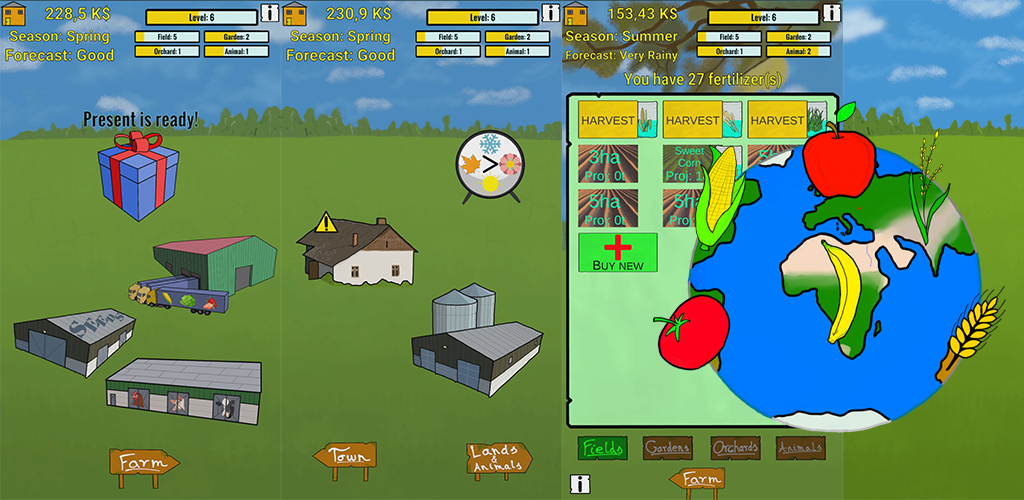 228,5 K$
Level: 6
i
Season: Spring
Field: 5
Garden: 2
Forecast: Good
Orchard: 1
Animal: 1
Present is ready!
Farm
230,9 K$
Level: 6
i
Season: Spring
Field: 5
Garden: 2
Forecast: Good
Orchard: 1
Animal: 1
>
Town
Lands
&
Animals
153,43 K$
Level: 6
i
Season: Summer
Field: 5
Garden: 2
Forecast: Very Rainy
Orchard: 1
Animal: 2
You have 27 fertilizer(s)
HARVEST
HARVEST
HARVEST
3ha
Sweet
Corn
Proj: 0t
Proj: 1
5ha
Proj: 0t
+
Buy new
Fields
Gardens
Orchards
Animals
i
Farm